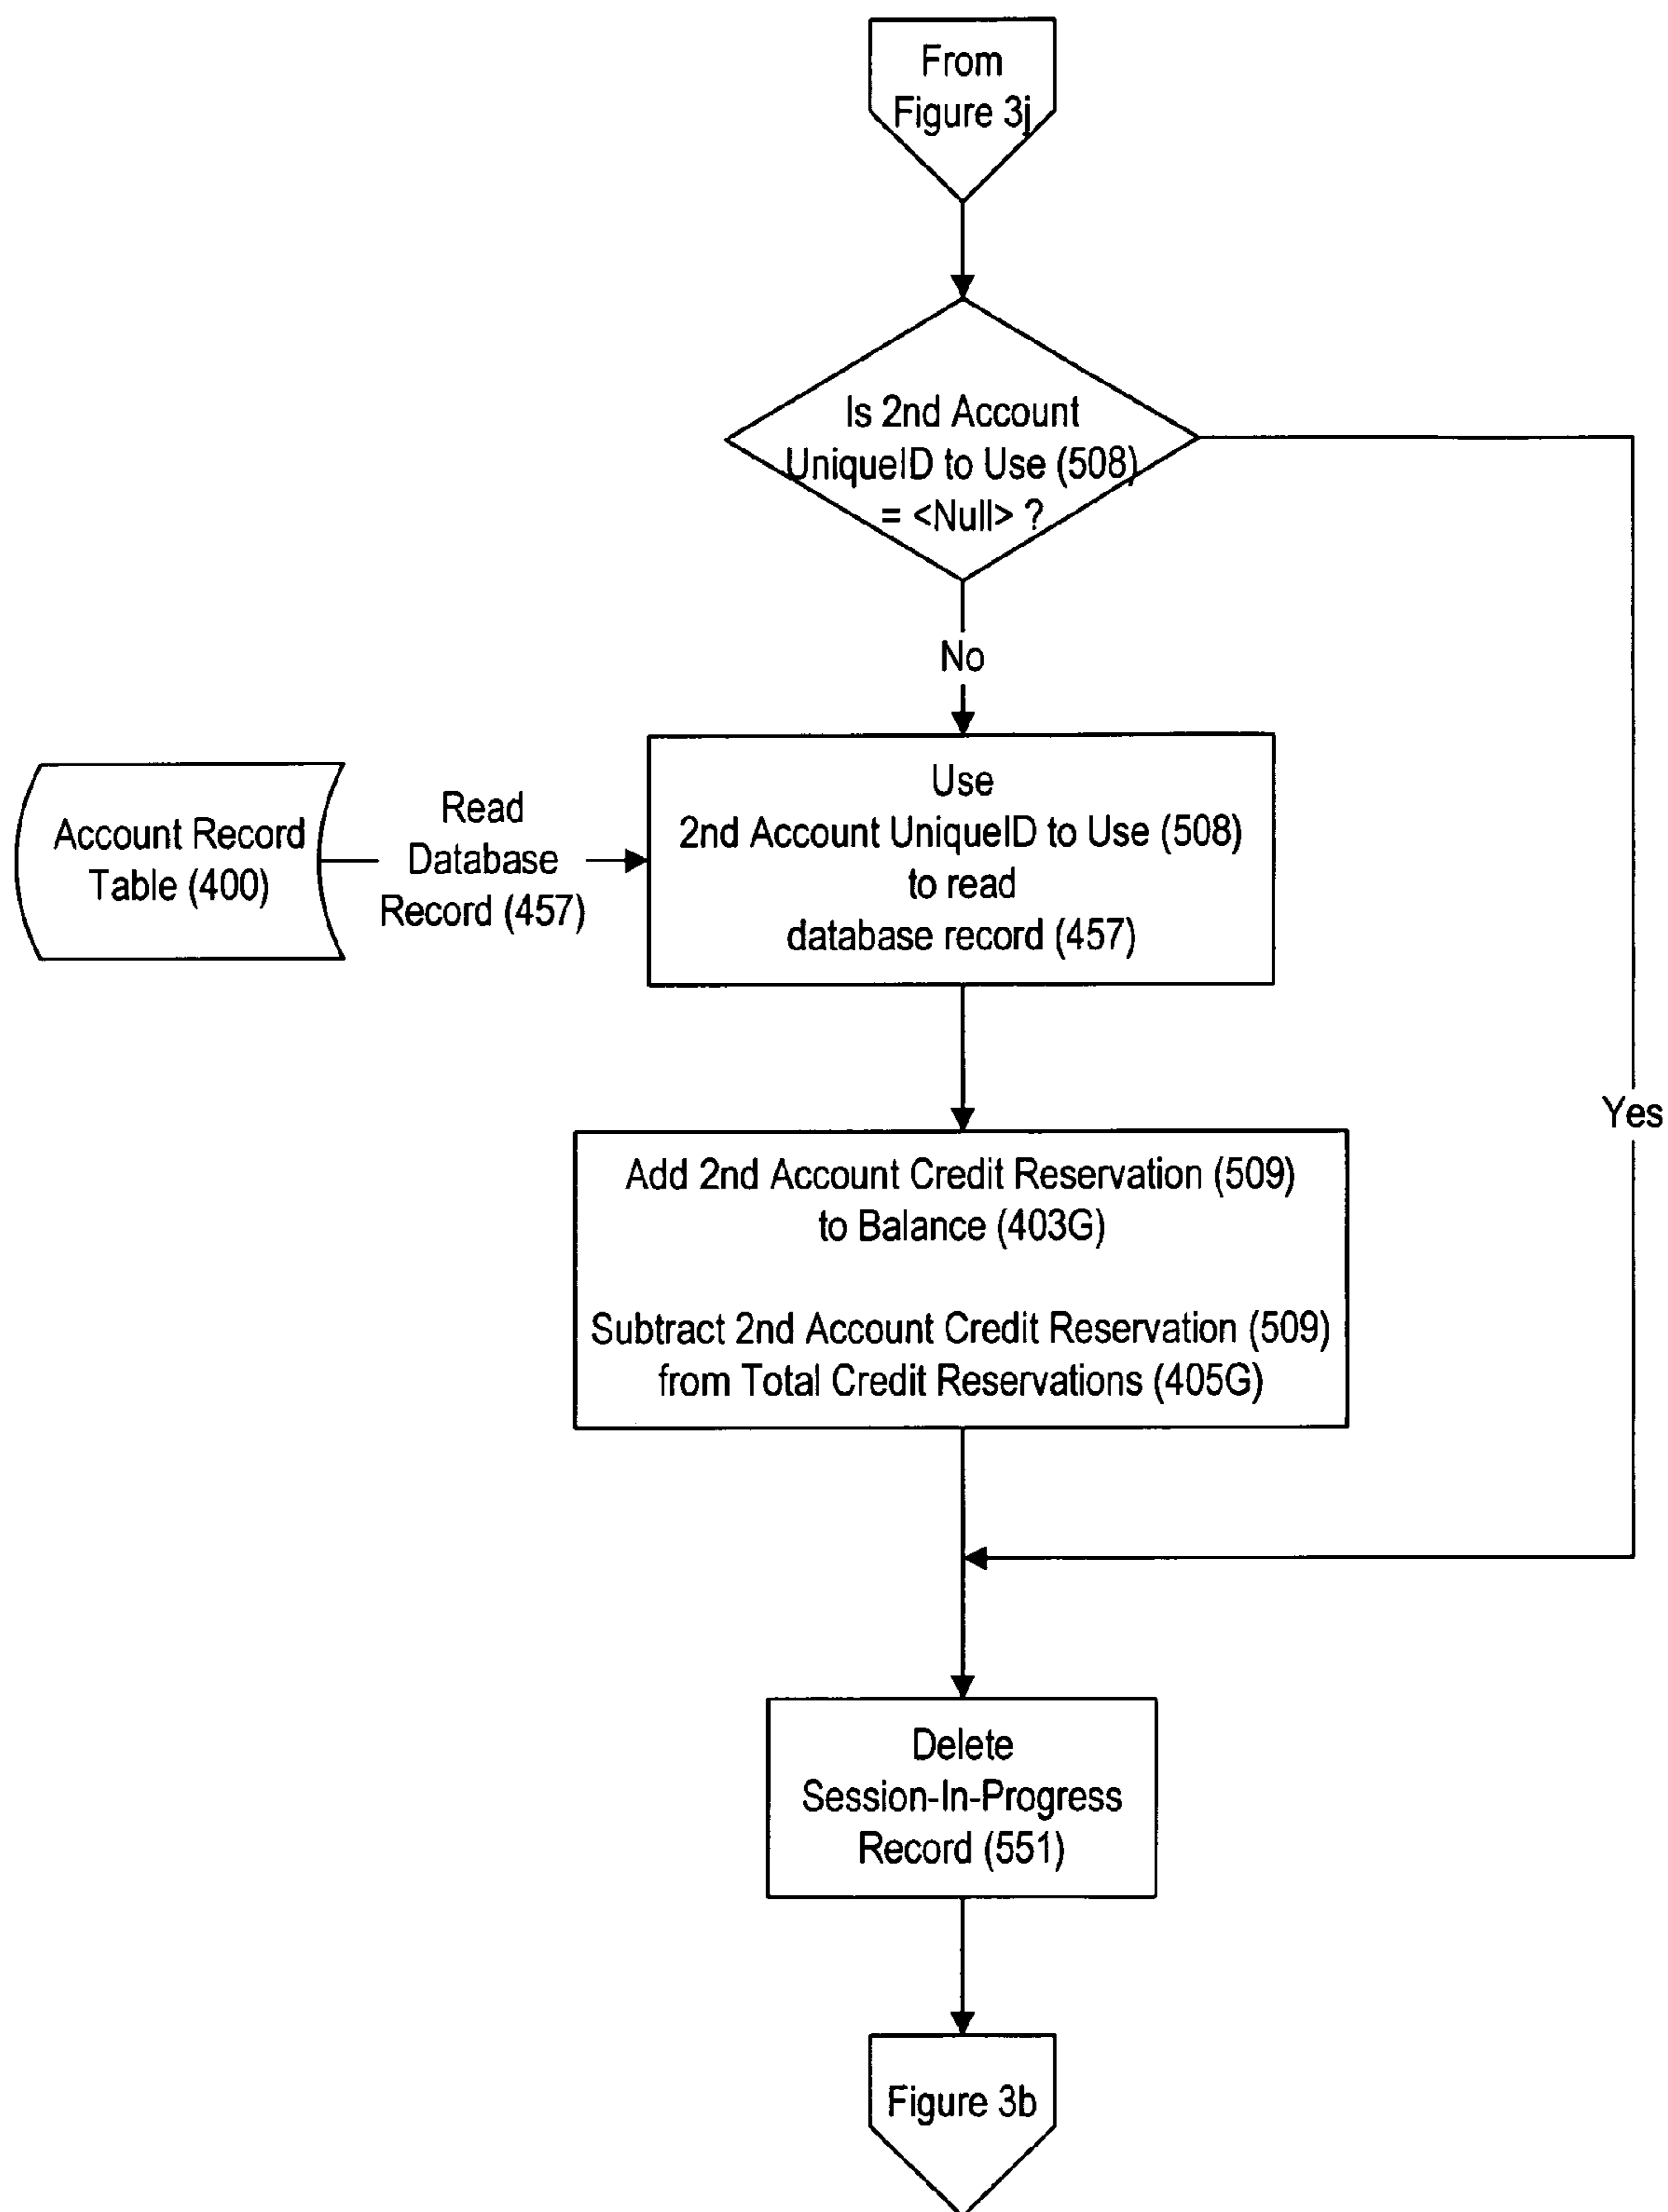 From
Figure 3j
Is 2nd Account
UniqueID to Use (508)
= <Null> ?
No
Use
2nd Account UniqueID to Use (508)
to read
database record (457)
Account Record
Table (400)
Read
Database
Record (457)
Yes
Add 2nd Account Credit Reservation (509)
to Balance (403G)
Subtract 2nd Account Credit Reservation (509)
from Total Credit Reservations (405G)
Delete
Session-In-Progress
Record (551)
Figure 3b